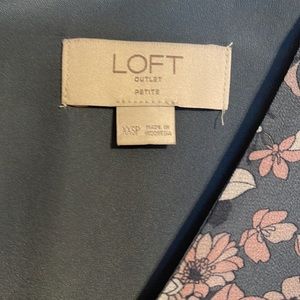 LOFT
OUTLET
PETITE
XXSP
MADE IN
INDONESIA